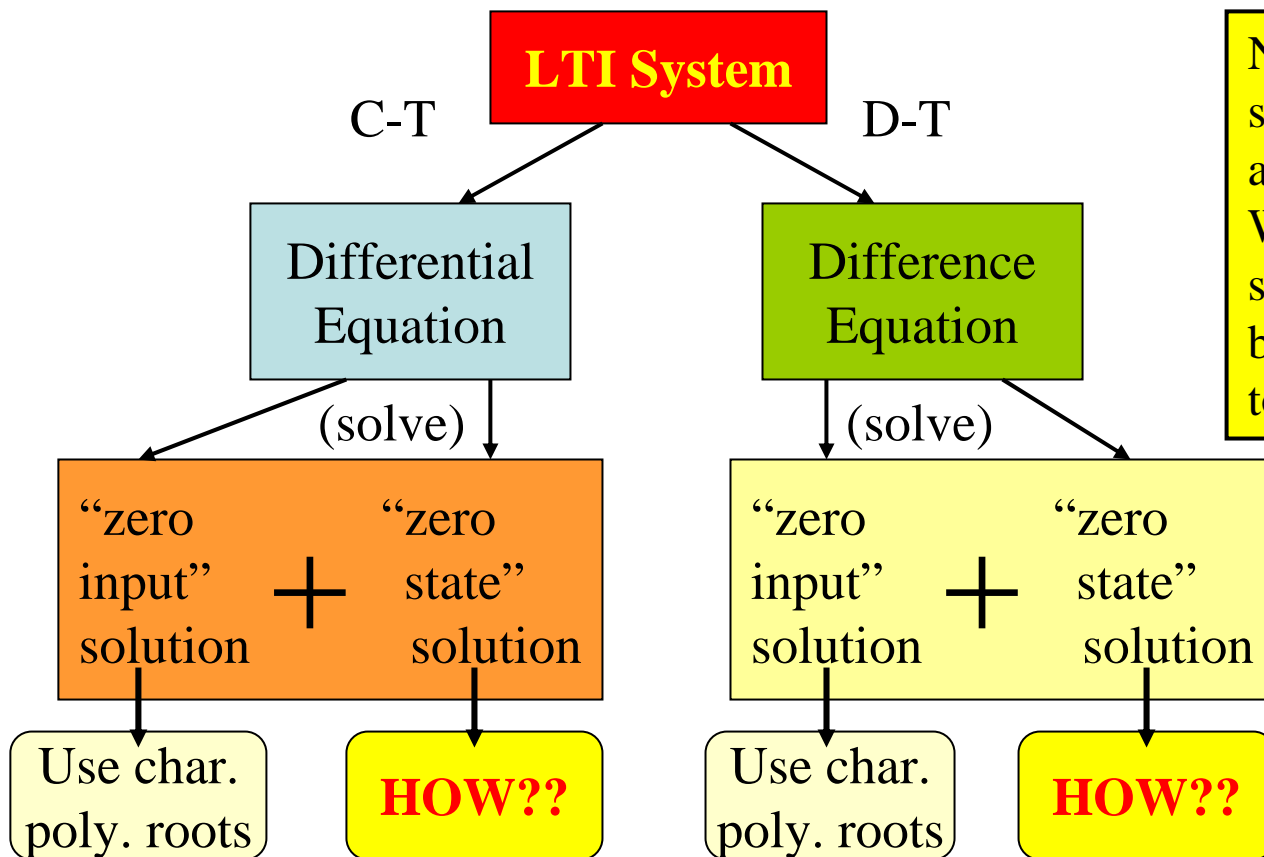 LTI System
C-T
D-T
Differential
Equation
Difference
Equation
(solve)
(solve)
“zero
input”
solution
+
“zero
state”
solution
“zero
input”
solution
+
“zero
state”
solution
Use char.
poly. roots
HOW??
Use char.
poly. roots
HOW??